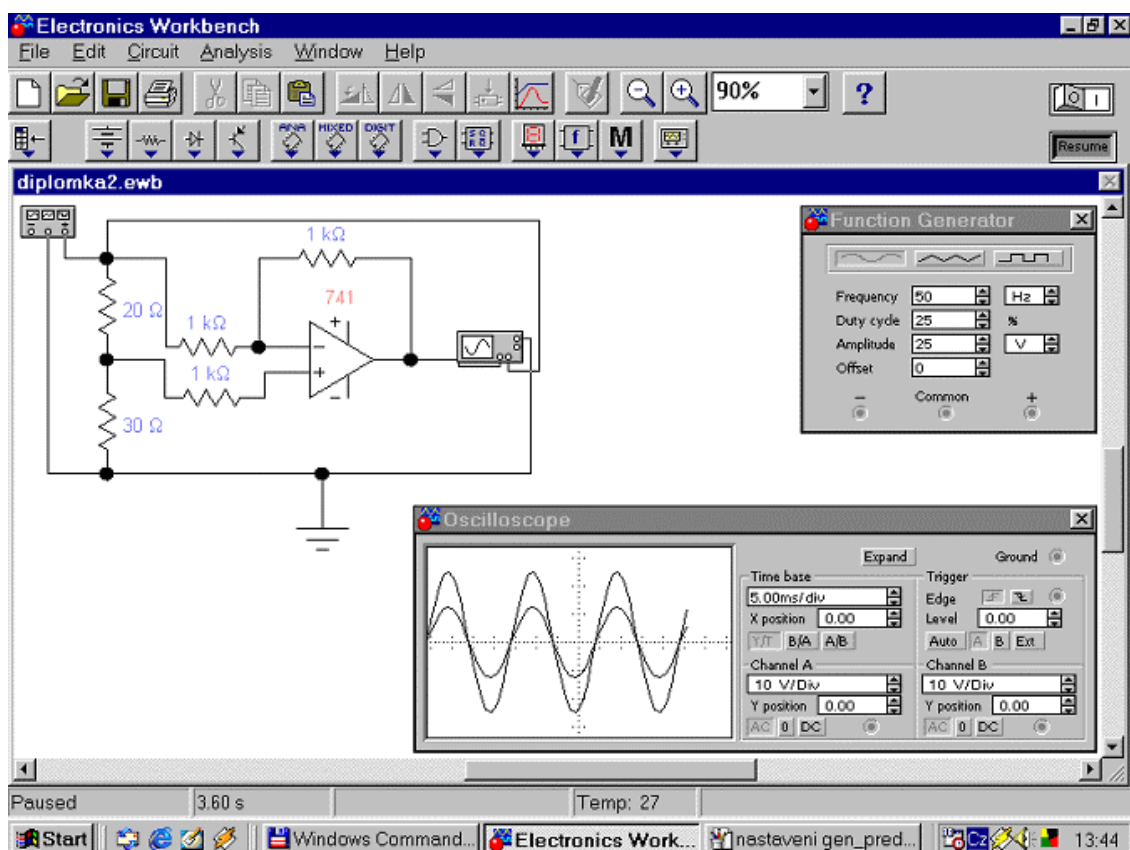 Electronics Workbench
File Edit Circuit Analysis Window Help
90% ?
ANA MIXED DIGIT
f M
Resume
diplomka2.ewb
1 kΩ
741
20 Ω
1 kΩ
+
−
1 kΩ
+
−
30 Ω
Function Generator
Frequency 50 Hz
Duty cycle 25 %
Amplitude 25 V
Offset 0
− Common +
Oscilloscope
Expand Ground
Time base Trigger
5.00ms/div Edge
X position 0.00 Level 0.00
Y/T B/A A/B Auto A B Ext
Channel A Channel B
10 V/Div 10 V/Div
Y position 0.00 Y position 0.00
AC 0 DC AC 0 DC
Paused 3.60 s Temp: 27
Start Windows Command... Electronics Work... nastaveni gen_pred... Cz 13:44